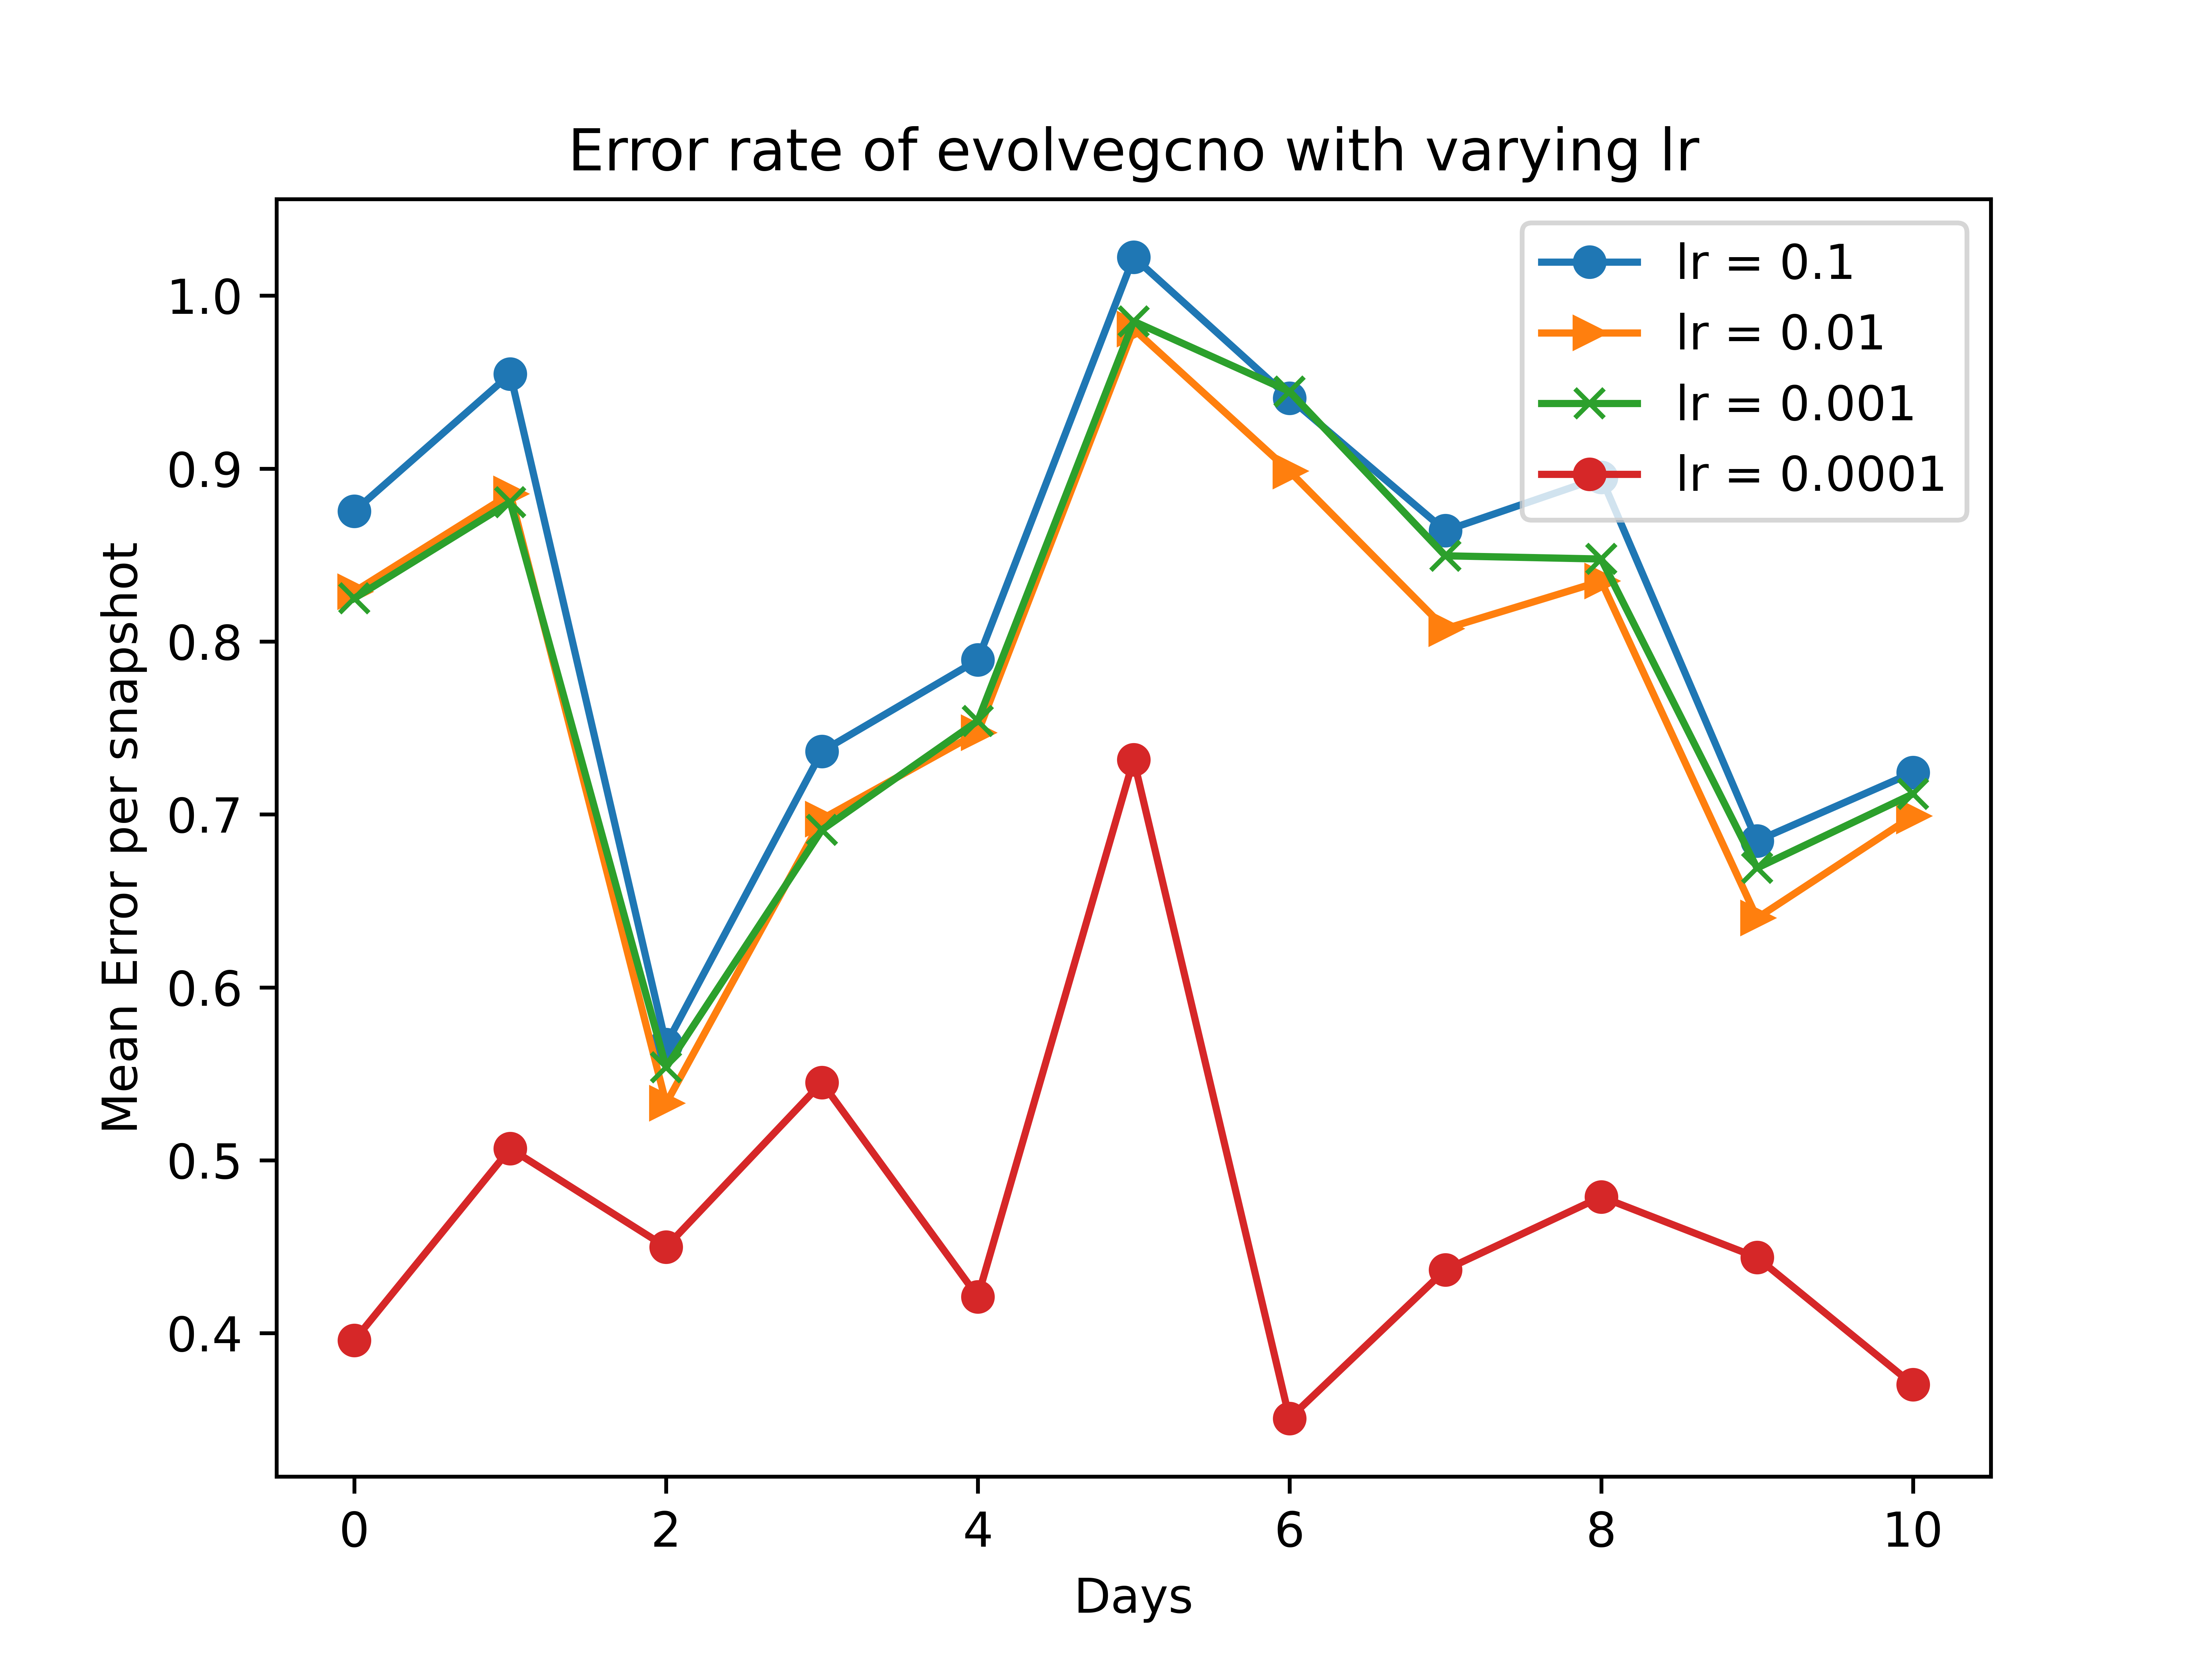 Error rate of evolvegcno with varying lr
lr = 0.1
lr = 0.01
lr = 0.001
lr = 0.0001
Mean Error per snapshot
1.0
0.9
0.8
0.7
0.6
0.5
0.4
0 2 4 6 8 10
Days